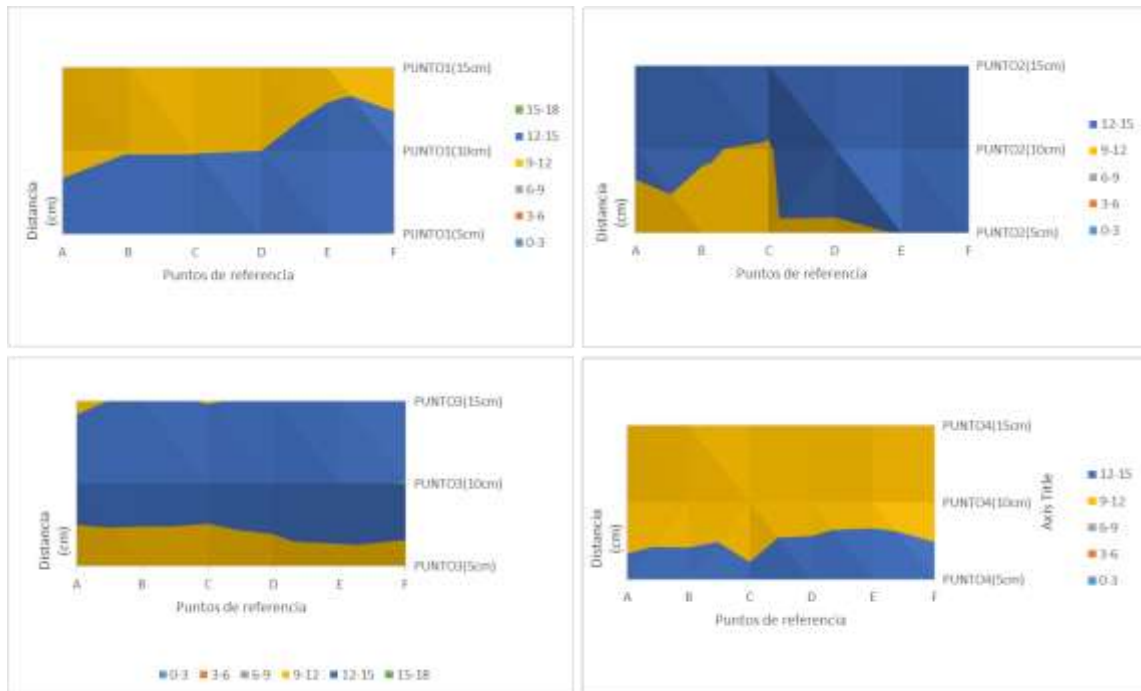 PUNTO1(15cm)
PUNTO1(10cm)
PUNTO1(5cm)
Distancia
(cm)
A B C D E F
Puntos de referencia
15-18
12-15
9-12
6-9
3-6
0-3
PUNTO2(15cm)
PUNTO2(10cm)
PUNTO2(5cm)
Distancia
(cm)
A B C D E F
Puntos de referencia
12-15
9-12
6-9
3-6
0-3
PUNTO3(15cm)
PUNTO3(10cm)
PUNTO3(5cm)
Distancia
(cm)
A B C D E F
Puntos de referencia
0-3 3-6 6-9 9-12 12-15 15-18
PUNTO4(15cm)
PUNTO4(10cm)
PUNTO4(5cm)
Distancia
(cm)
A B C D E F
Puntos de referencia
Axis Title
12-15
9-12
6-9
3-6
0-3